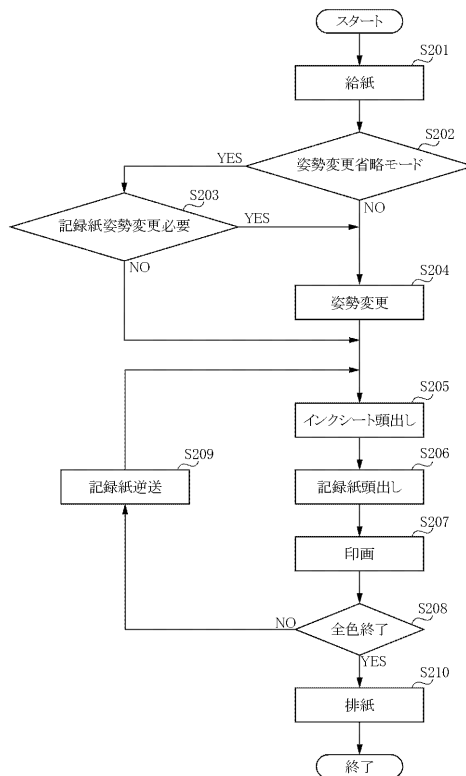 スタート
S201
給紙
S202
姿勢変更省略モード
YES
NO
S203
記録紙姿勢変更必要
YES
NO
S204
姿勢変更
S205
インクシート頭出し
S206
記録紙頭出し
S209
記録紙逆送
S207
印画
S208
全色終了
NO
YES
S210
排紙
終了